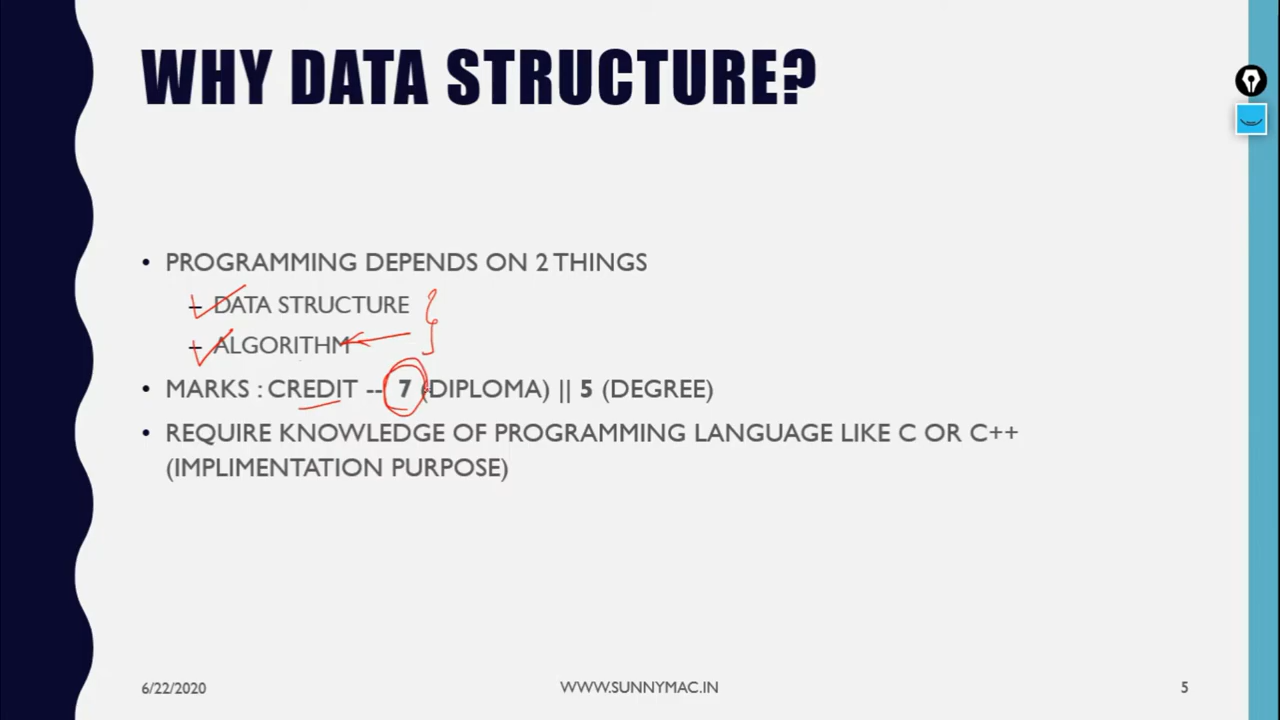 WHY DATA STRUCTURE?
• PROGRAMMING DEPENDS ON 2 THINGS
– DATA STRUCTURE
– ALGORITHM
• MARKS : CREDIT -- 7 (DIPLOMA) || 5 (DEGREE)
• REQUIRE KNOWLEDGE OF PROGRAMMING LANGUAGE LIKE C OR C++
(IMPLIMENTATION PURPOSE)
6/22/2020 WWW.SUNNYMAC.IN 5